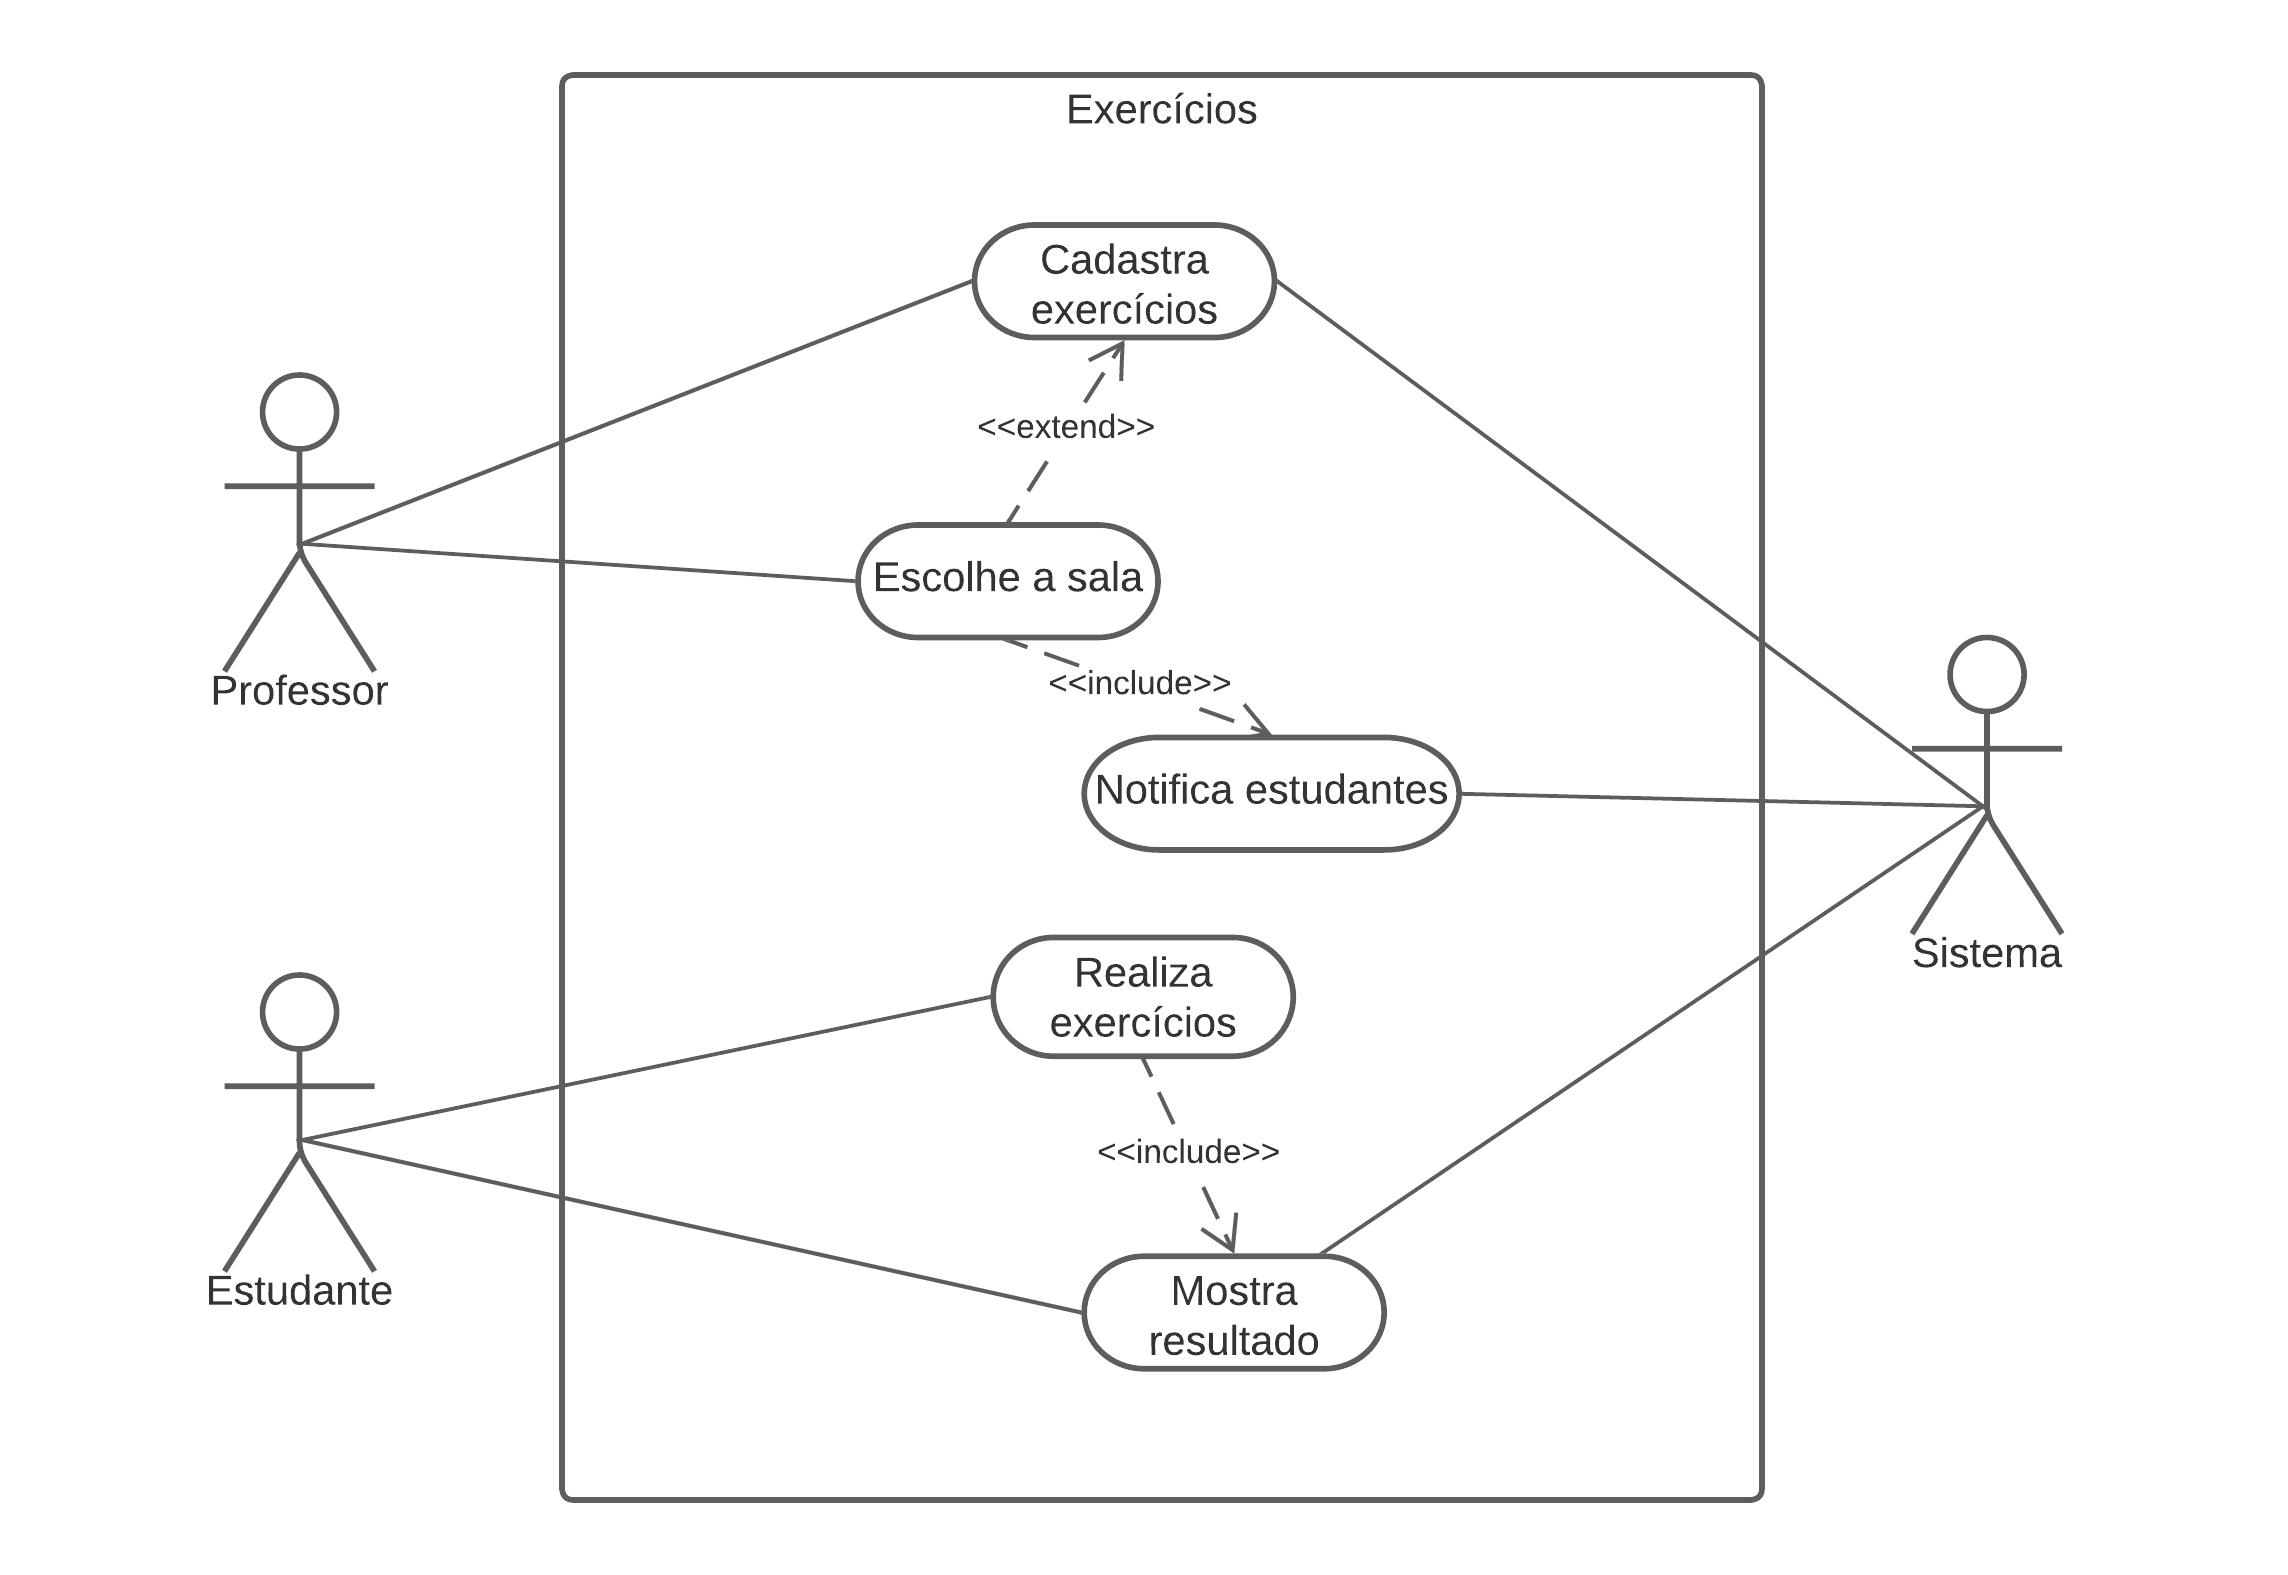 Exercícios
Cadastra
exercícios
<<extend>>
Escolhe a sala
Professor
<<include>>
Notifica estudantes
Sistema
Realiza
exercícios
<<include>>
Estudante
Mostra
resultado